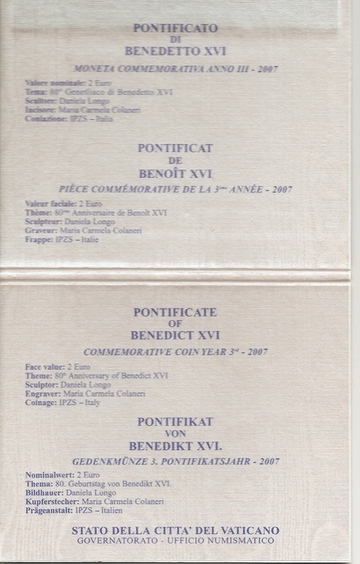 PONTIFICATO
DI
BENEDETTO XVI
MONETA COMMEMORATIVA ANNO III - 2007
Valore nominale: 2 Euro
Tema: 80° Genetliaco di Benedetto XVI
Scultore: Daniela Longo
Incisore: Maria Carmela Colaneri
Coniazione: IPZS - Italia
PONTIFICAT
DE
BENOÎT XVI
PIÈCE COMMÉMORATIVE DE LA 3ème ANNÉE - 2007
Valeur faciale: 2 Euro
Thème: 80ème Anniversaire de Benoît XVI
Sculpteur: Daniela Longo
Graveur: Maria Carmela Colaneri
Frappe: IPZS - Italie
PONTIFICATE
OF
BENEDICT XVI
COMMEMORATIVE COIN YEAR 3rd - 2007
Face value: 2 Euro
Theme: 80th Anniversary of Benedict XVI
Sculptor: Daniela Longo
Engraver: Maria Carmela Colaneri
Coinage: IPZS - Italy
PONTIFIKAT
VON
BENEDIKT XVI.
GEDENKMÜNZE 3. PONTIFIKATSJAHR - 2007
Nominalwert: 2 Euro
Thema: 80. Geburtstag von Benedikt XVI.
Bildhauer: Daniela Longo
Kupferstecher: Maria Carmela Colaneri
Prägeanstalt: IPZS - Italien
STATO DELLA CITTA' DEL VATICANO
GOVERNATORATO - UFFICIO NUMISMATICO